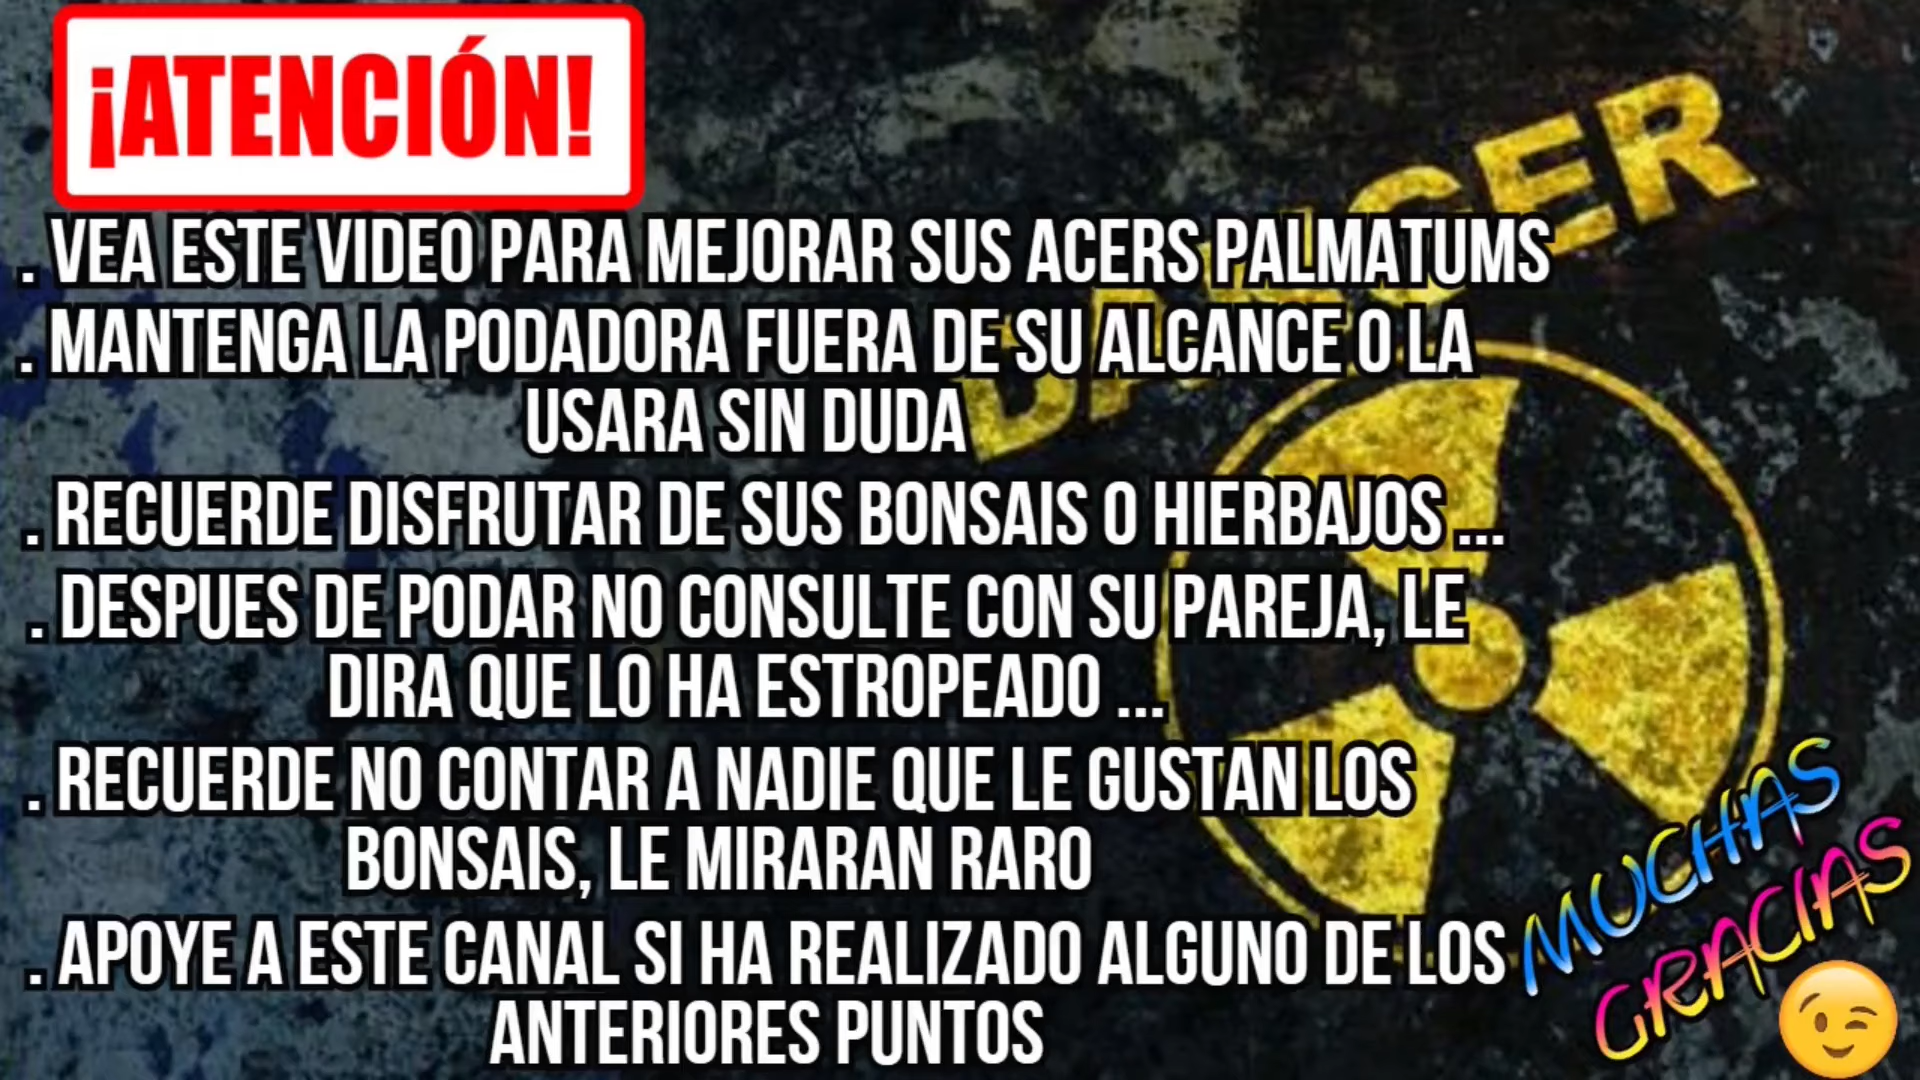 ¡ATENCIÓN!
DANGER
. VEA ESTE VIDEO PARA MEJORAR SUS ACERS PALMATUMS
. MANTENGA LA PODADORA FUERA DE SU ALCANCE O LA
USARA SIN DUDA
. RECUERDE DISFRUTAR DE SUS BONSAIS O HIERBAJOS ...
. DESPUES DE PODAR NO CONSULTE CON SU PAREJA, LE
DIRA QUE LO HA ESTROPEADO ...
. RECUERDE NO CONTAR A NADIE QUE LE GUSTAN LOS
BONSAIS, LE MIRARAN RARO
. APOYE A ESTE CANAL SI HA REALIZADO ALGUNO DE LOS
ANTERIORES PUNTOS
MUCHAS
GRACIAS